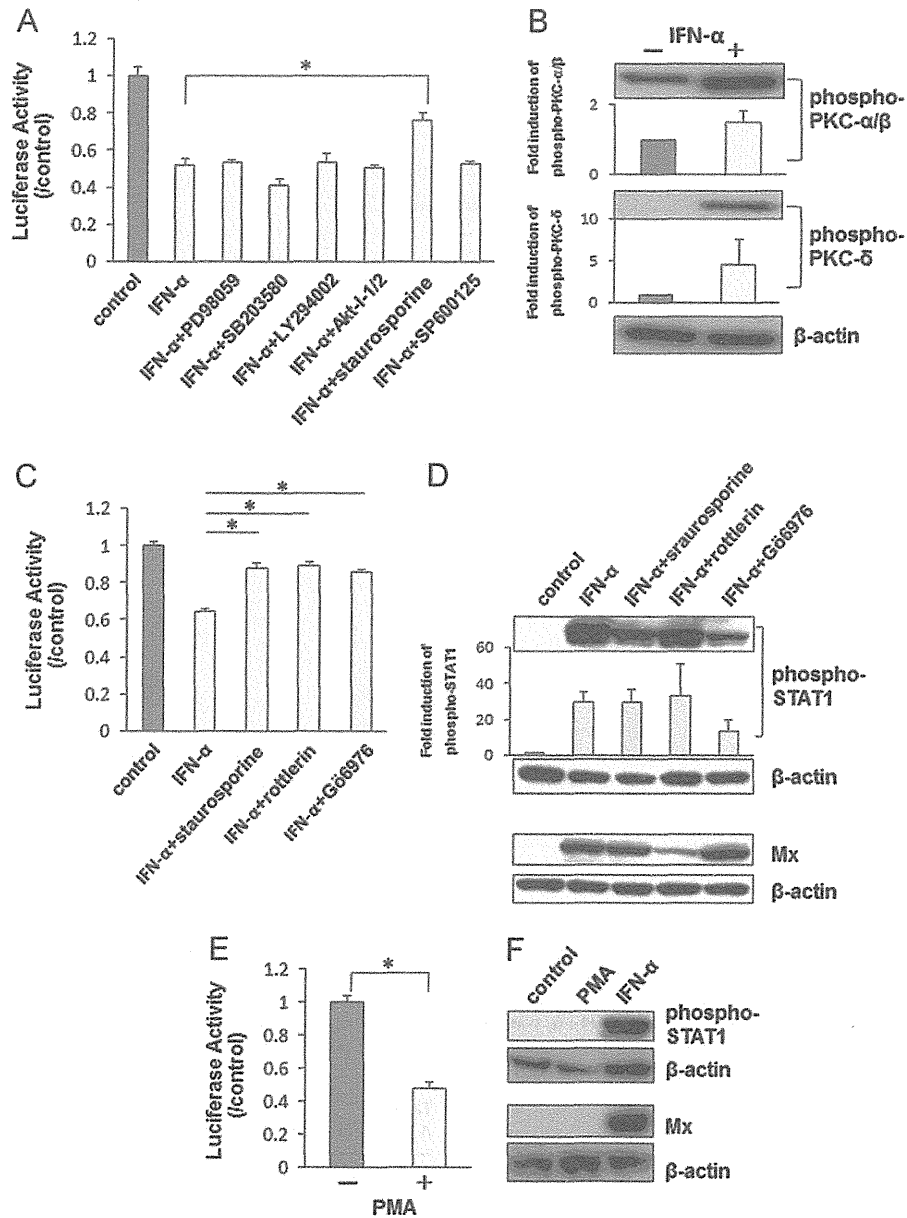 A
Luciferase Activity
(/control)
1.2
1
0.8
0.6
0.4
0.2
0
*
control
IFN-α
IFN-α+PD98059
IFN-α+SB203580
IFN-α+LY294002
IFN-α+Akt-I-1/2
IFN-α+staurosporine
IFN-α+SP600125
B
IFN-α
− +
Fold induction of
phospho-PKC-α/β
2
1
0
phospho-
PKC-α/β
Fold induction of
phospho-PKC-δ
10
5
0
phospho-
PKC-δ
β-actin
C
Luciferase Activity
(/control)
1.2
1
0.8
0.6
0.4
0.2
0
*
*
*
control
IFN-α
IFN-α+staurosporine
IFN-α+rottlerin
IFN-α+Gö6976
D
control
IFN-α
IFN-α+sraurosporine
IFN-α+rottlerin
IFN-α+Gö6976
Fold induction of
phospho-STAT1
60
40
20
0
phospho-
STAT1
β-actin
Mx
β-actin
E
Luciferase Activity
(/control)
1.2
1
0.8
0.6
0.4
0.2
0
*
− +
PMA
F
control
PMA
IFN-α
phospho-
STAT1
β-actin
Mx
β-actin